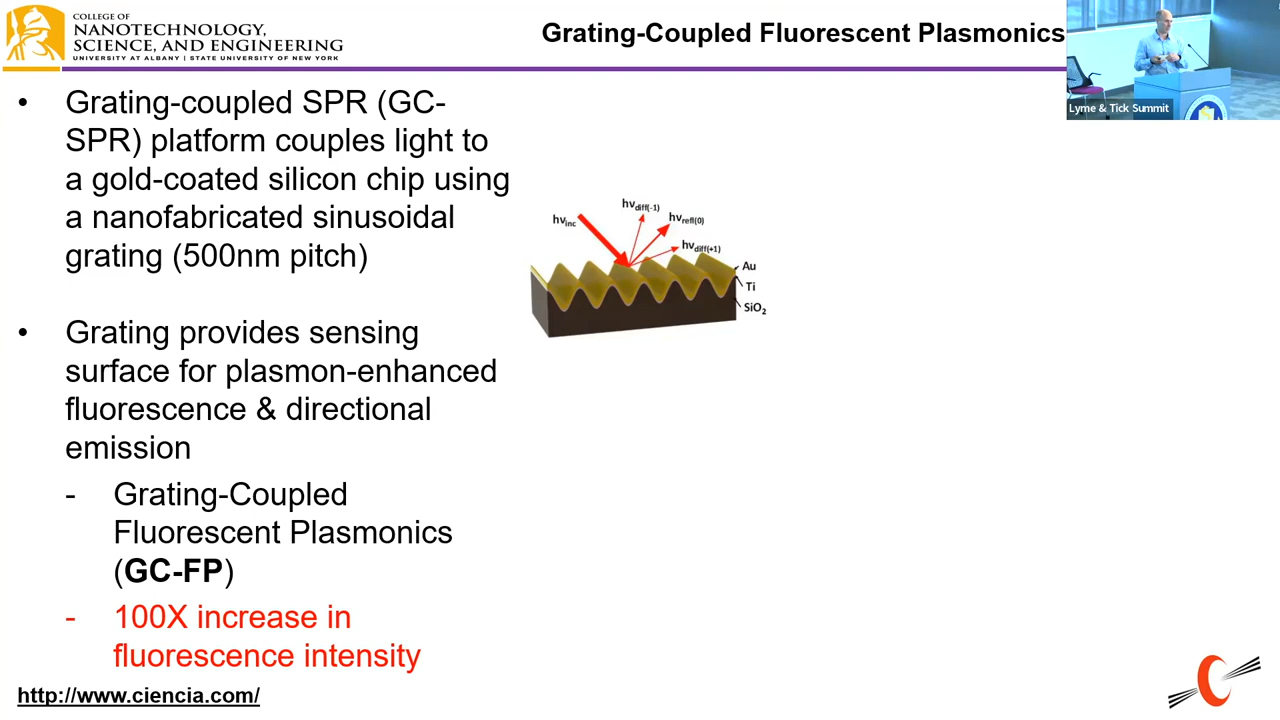 COLLEGE OF
NANOTECHNOLOGY,
SCIENCE, AND ENGINEERING
UNIVERSITY AT ALBANY | STATE UNIVERSITY OF NEW YORK
Grating-Coupled Fluorescent Plasmonics
Lyme & Tick Summit
• Grating-coupled SPR (GC-
SPR) platform couples light to
a gold-coated silicon chip using
a nanofabricated sinusoidal
grating (500nm pitch)
hνinc
hνdiff(-1)
hνrefl(0)
hνdiff(+1)
Au
Ti
SiO₂
• Grating provides sensing
surface for plasmon-enhanced
fluorescence & directional
emission
- Grating-Coupled
Fluorescent Plasmonics
(GC-FP)
- 100X increase in
fluorescence intensity
http://www.ciencia.com/